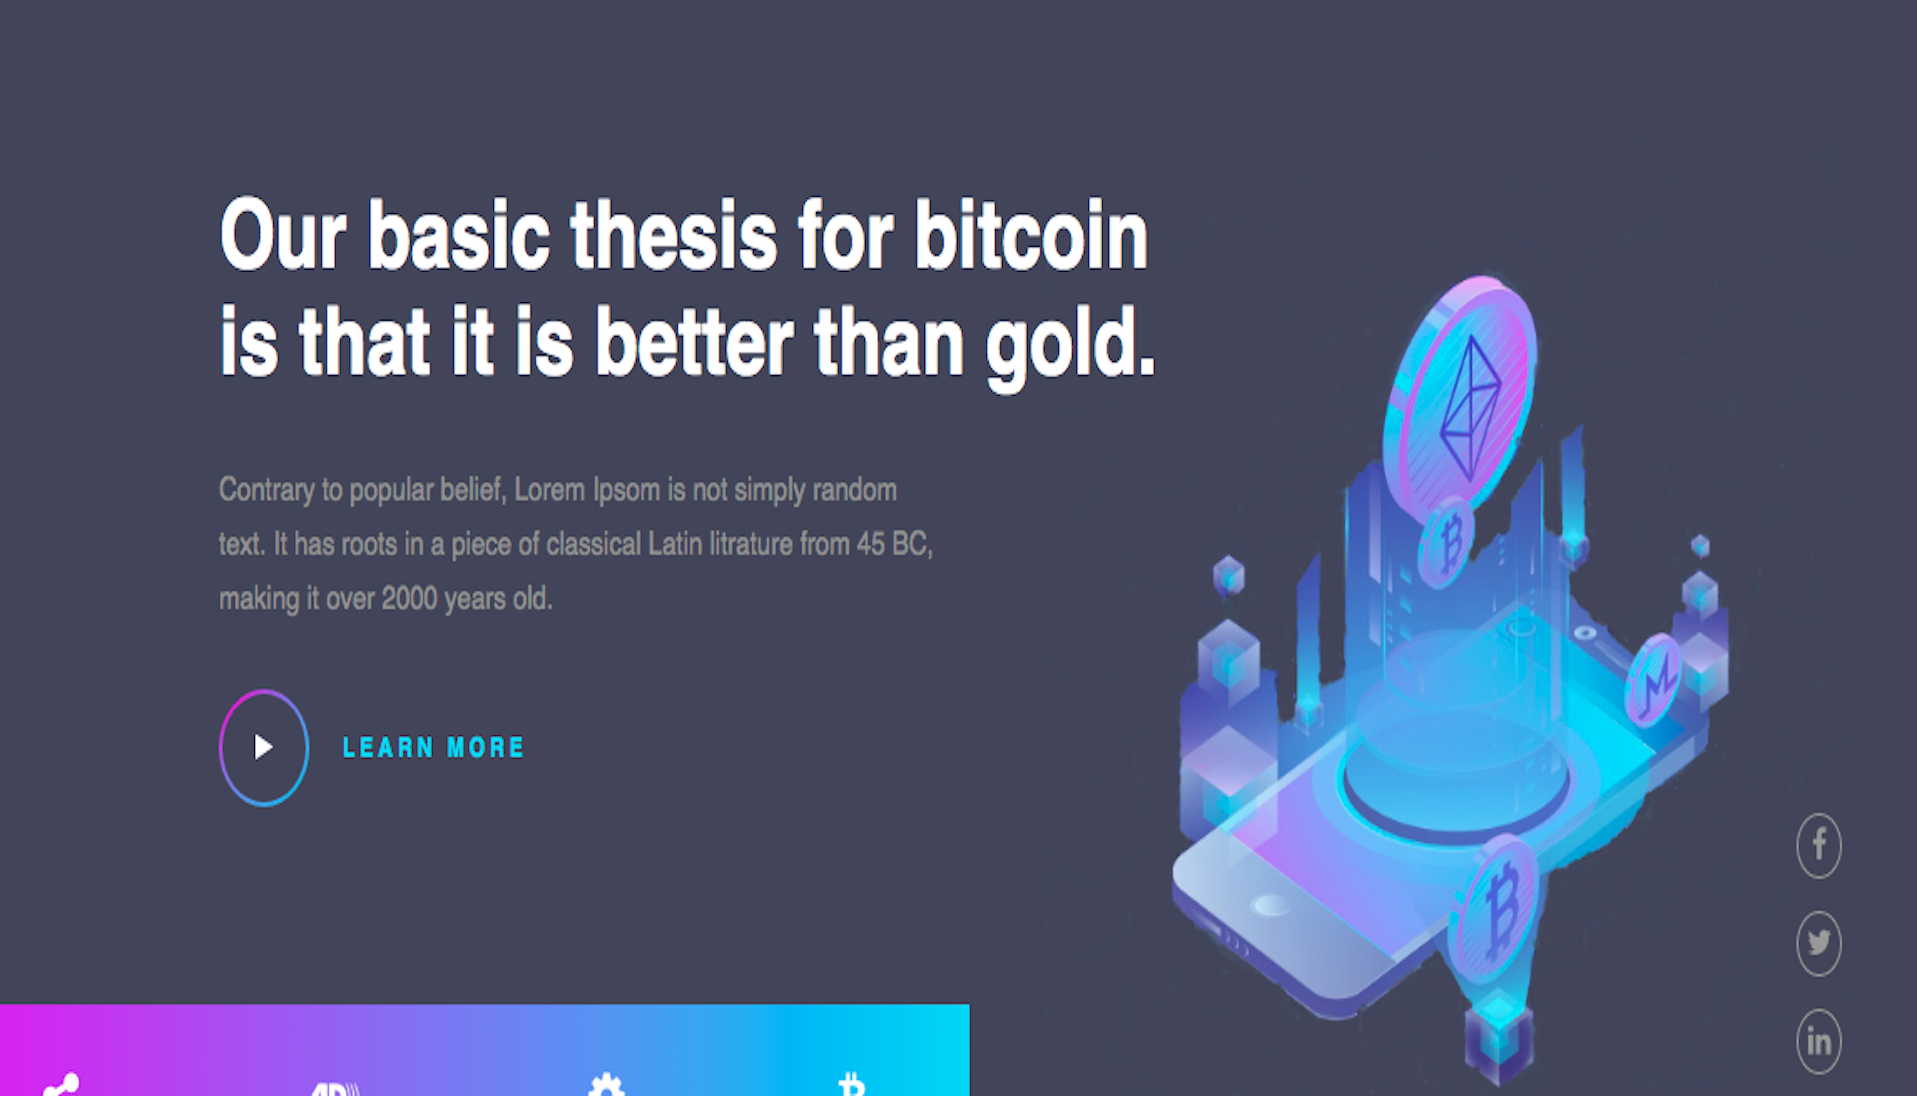 Our basic thesis for bitcoin
is that it is better than gold.
Contrary to popular belief, Lorem Ipsom is not simply random
text. It has roots in a piece of classical Latin litrature from 45 BC,
making it over 2000 years old.
LEARN MORE